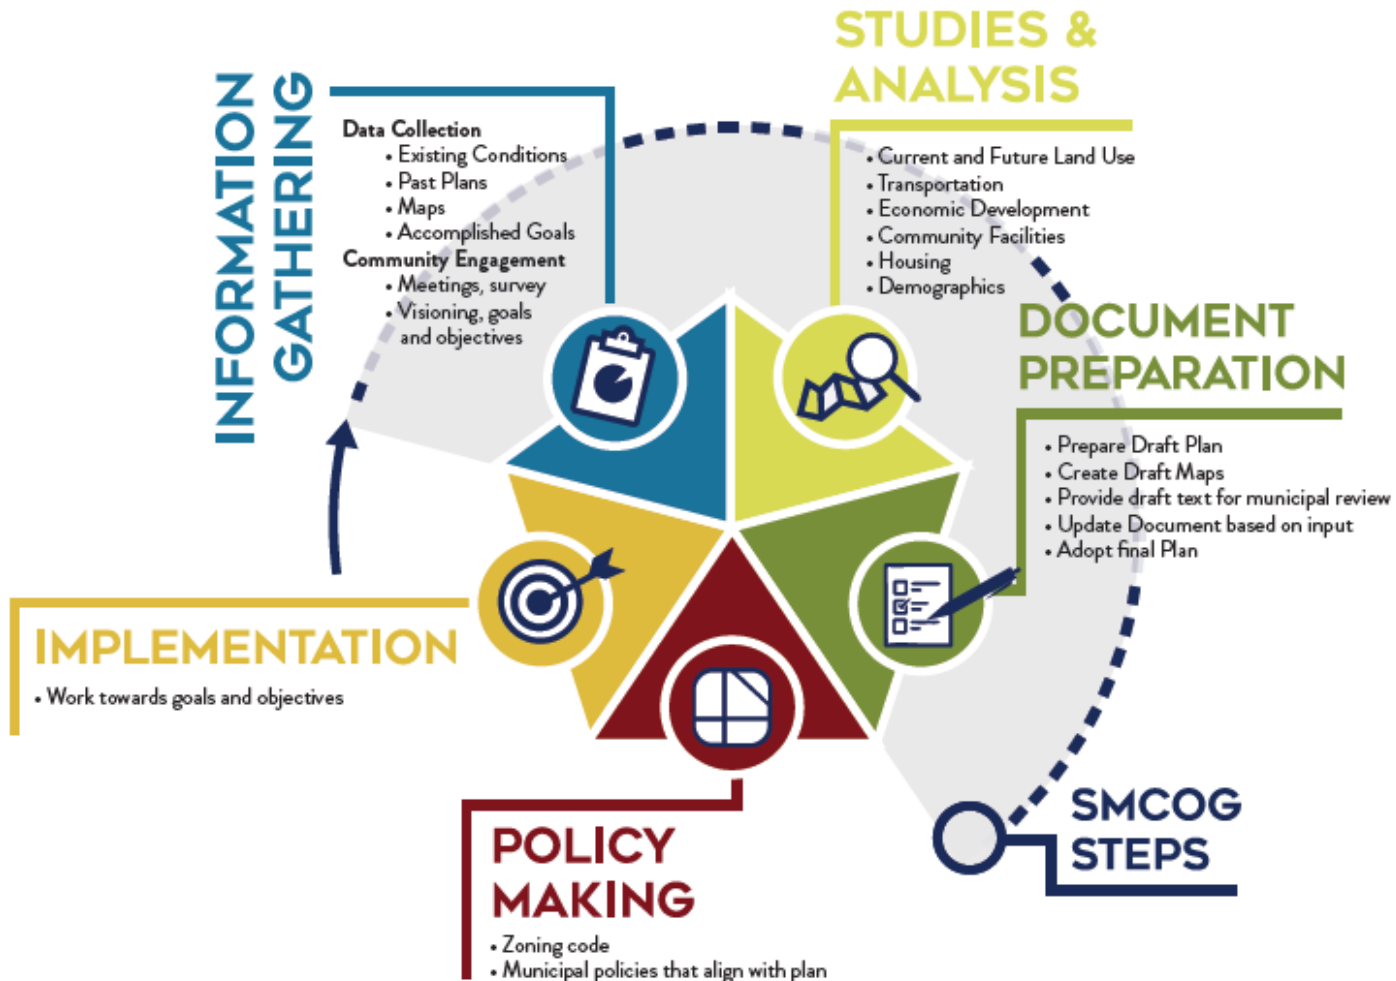 INFORMATION
GATHERING
Data Collection
• Existing Conditions
• Past Plans
• Maps
• Accomplished Goals
Community Engagement
• Meetings, survey
• Visioning, goals
and objectives
STUDIES &
ANALYSIS
• Current and Future Land Use
• Transportation
• Economic Development
• Community Facilities
• Housing
• Demographics
DOCUMENT
PREPARATION
• Prepare Draft Plan
• Create Draft Maps
• Provide draft text for municipal review
• Update Document based on input
• Adopt final Plan
SMCOG
STEPS
POLICY
MAKING
• Zoning code
• Municipal policies that align with plan
IMPLEMENTATION
• Work towards goals and objectives